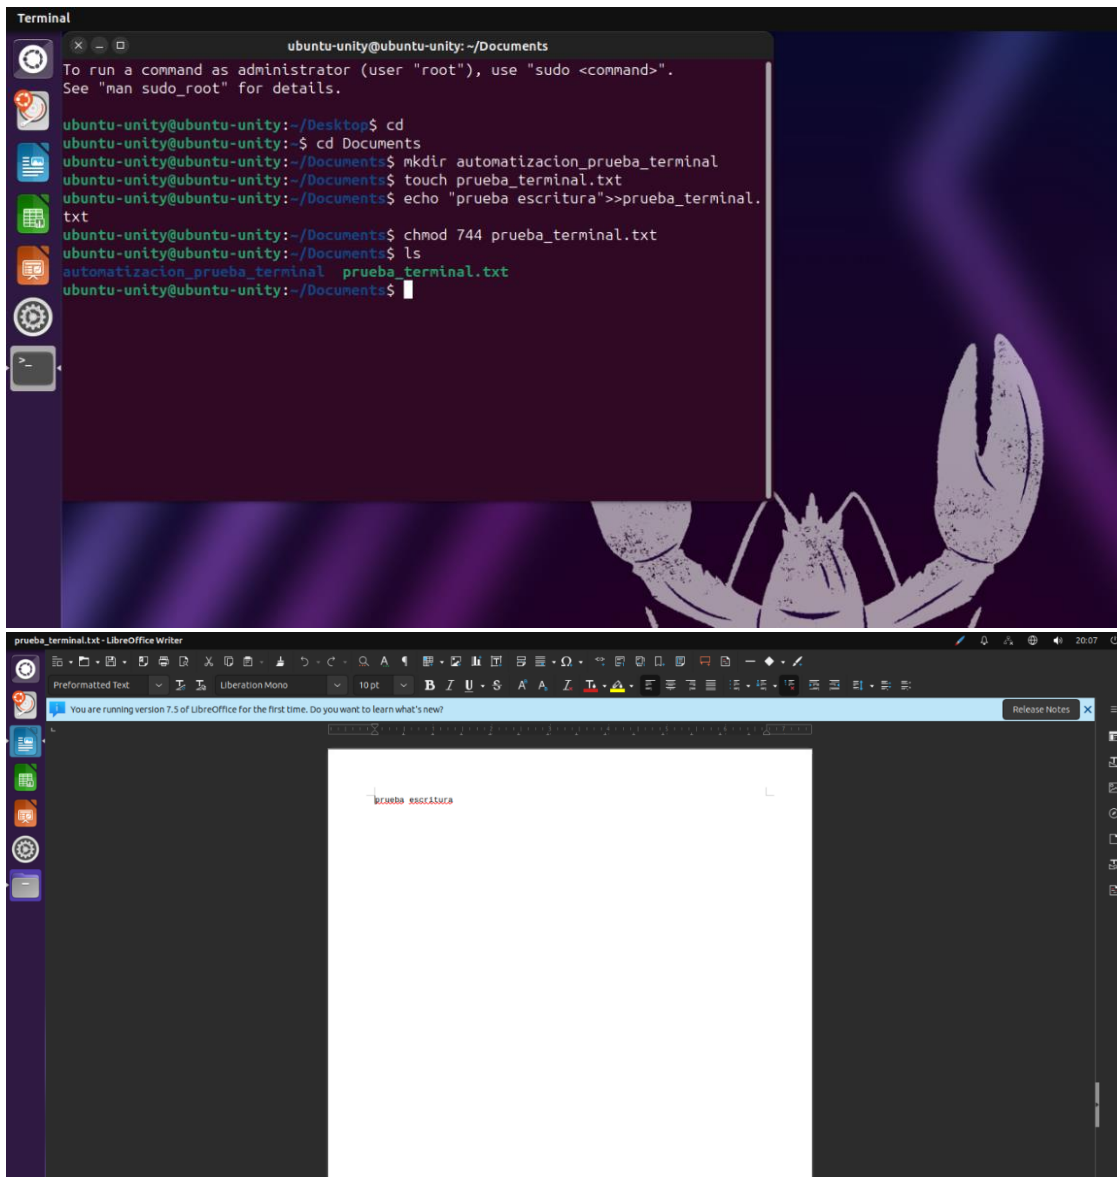 Terminal
ubuntu-unity@ubuntu-unity: ~/Documents
To run a command as administrator (user "root"), use "sudo <command>".
See "man sudo_root" for details.
ubuntu-unity@ubuntu-unity:~/Desktop$ cd
ubuntu-unity@ubuntu-unity:~$ cd Documents
ubuntu-unity@ubuntu-unity:~/Documents$ mkdir automatizacion_prueba_terminal
ubuntu-unity@ubuntu-unity:~/Documents$ touch prueba_terminal.txt
ubuntu-unity@ubuntu-unity:~/Documents$ echo "prueba escritura">>prueba_terminal.
txt
ubuntu-unity@ubuntu-unity:~/Documents$ chmod 744 prueba_terminal.txt
ubuntu-unity@ubuntu-unity:~/Documents$ ls
automatizacion_prueba_terminal  prueba_terminal.txt
ubuntu-unity@ubuntu-unity:~/Documents$
prueba_terminal.txt - LibreOffice Writer 20:07
Preformatted Text Liberation Mono 10 pt
You are running version 7.5 of LibreOffice for the first time. Do you want to learn what's new? Release Notes
prueba escritura